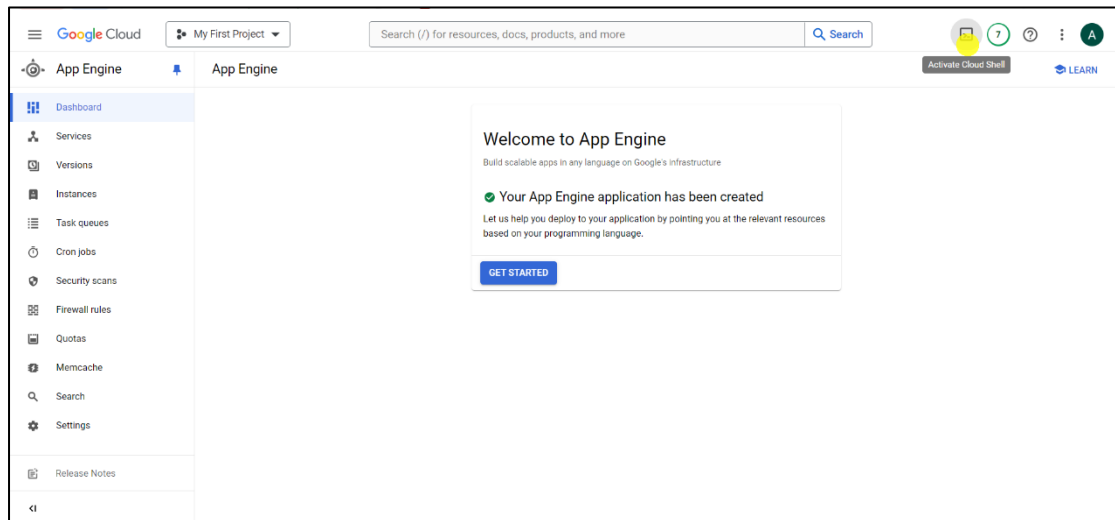 Google Cloud
My First Project
Search (/) for resources, docs, products, and more
Search
7
A
App Engine
App Engine
Activate Cloud Shell
LEARN
Dashboard
Services
Versions
Instances
Task queues
Cron jobs
Security scans
Firewall rules
Quotas
Memcache
Search
Settings
Release Notes
Welcome to App Engine
Build scalable apps in any language on Google's infrastructure
Your App Engine application has been created
Let us help you deploy to your application by pointing you at the relevant resources
based on your programming language.
GET STARTED